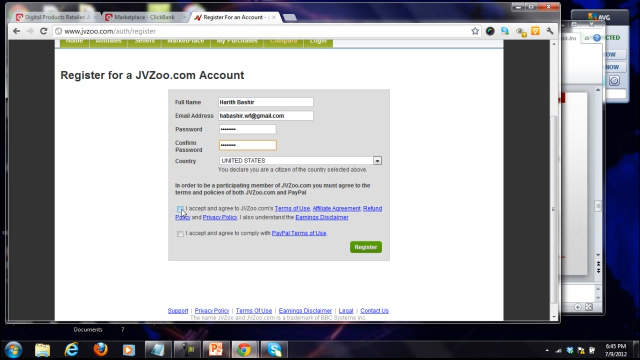 Digital Products Retailer
Marketplace - ClickBank
Register For an Account - J
www.jvzoo.com/auth/register
Home Affiliates Sellers MarketPlace My Purchases Compare Login
Register for a JVZoo.com Account
Full Name Harith Bashir
Email Address habashir.wf@gmail.com
Password ••••••••
Confirm Password ••••••••
Country UNITED STATES
You declare you are a citizen of the country selected above.
In order to be a participating member of JVZoo.com you must agree to the
terms and policies of both JVZoo.com and PayPal
I accept and agree to JVZoo.com's Terms of Use, Affiliate Agreement, Refund
Policy and Privacy Policy. I also understand the Earnings Disclaimer
I accept and agree to comply with PayPal Terms of Use.
Register
Support | Privacy Policy | Terms Of Use | Earnings Disclaimer | Legal | Contact Us
The name JVZoo and JVZoo.com is a trademark of BBC Systems Inc.
AVG
NOW
Documents 7
6:45 PM
7/9/2012